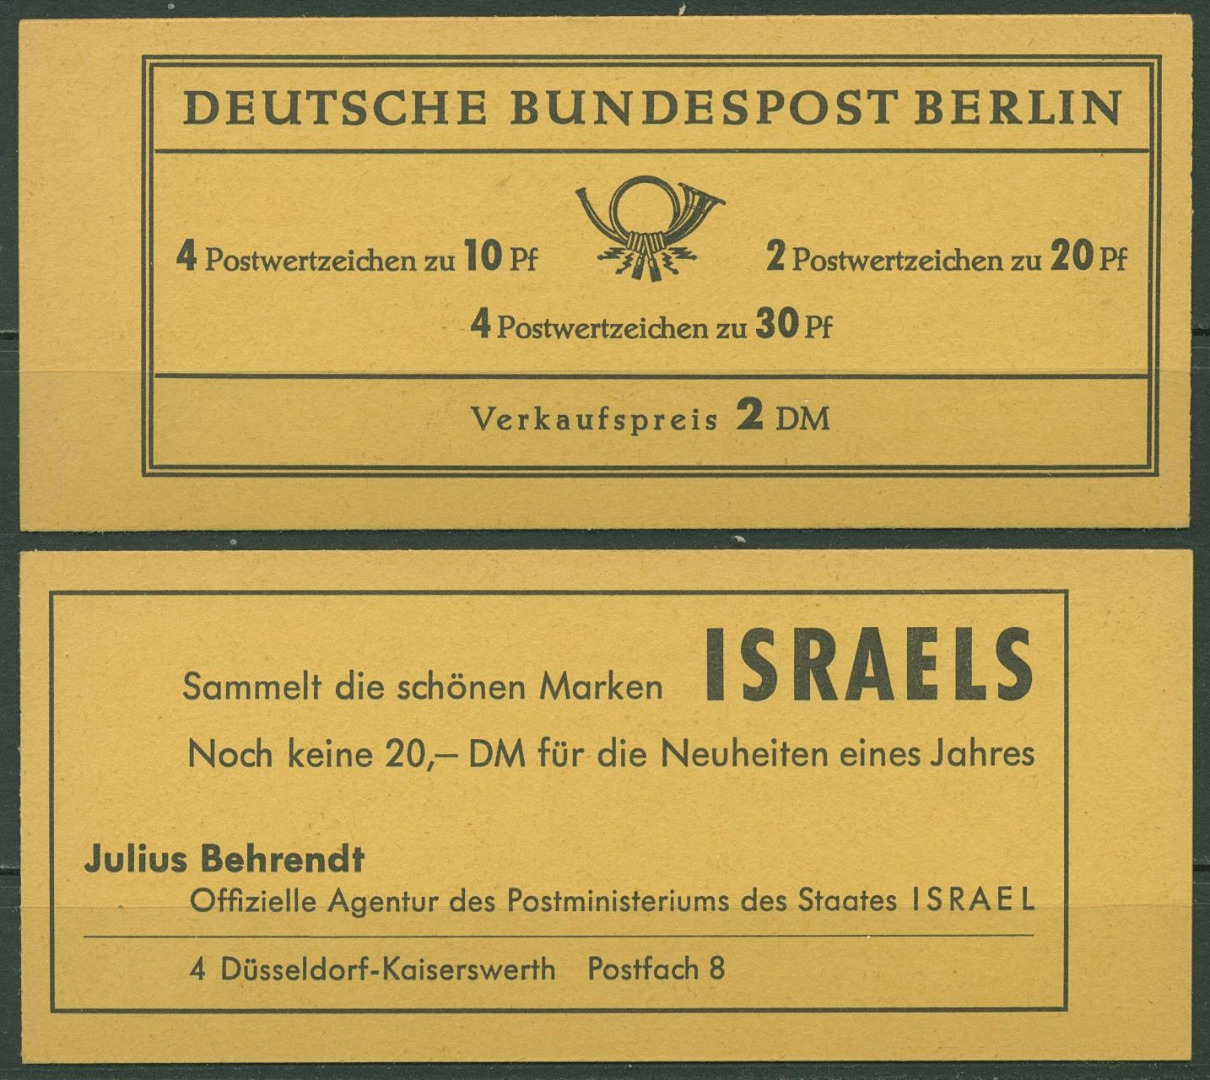 DEUTSCHE BUNDESPOST BERLIN
4 Postwertzeichen zu 10 Pf
2 Postwertzeichen zu 20 Pf
4 Postwertzeichen zu 30 Pf
Verkaufspreis 2 DM
Sammelt die schönen Marken ISRAELS
Noch keine 20,— DM für die Neuheiten eines Jahres
Julius Behrendt
Offizielle Agentur des Postministeriums des Staates ISRAEL
4 Düsseldorf-Kaiserswerth Postfach 8